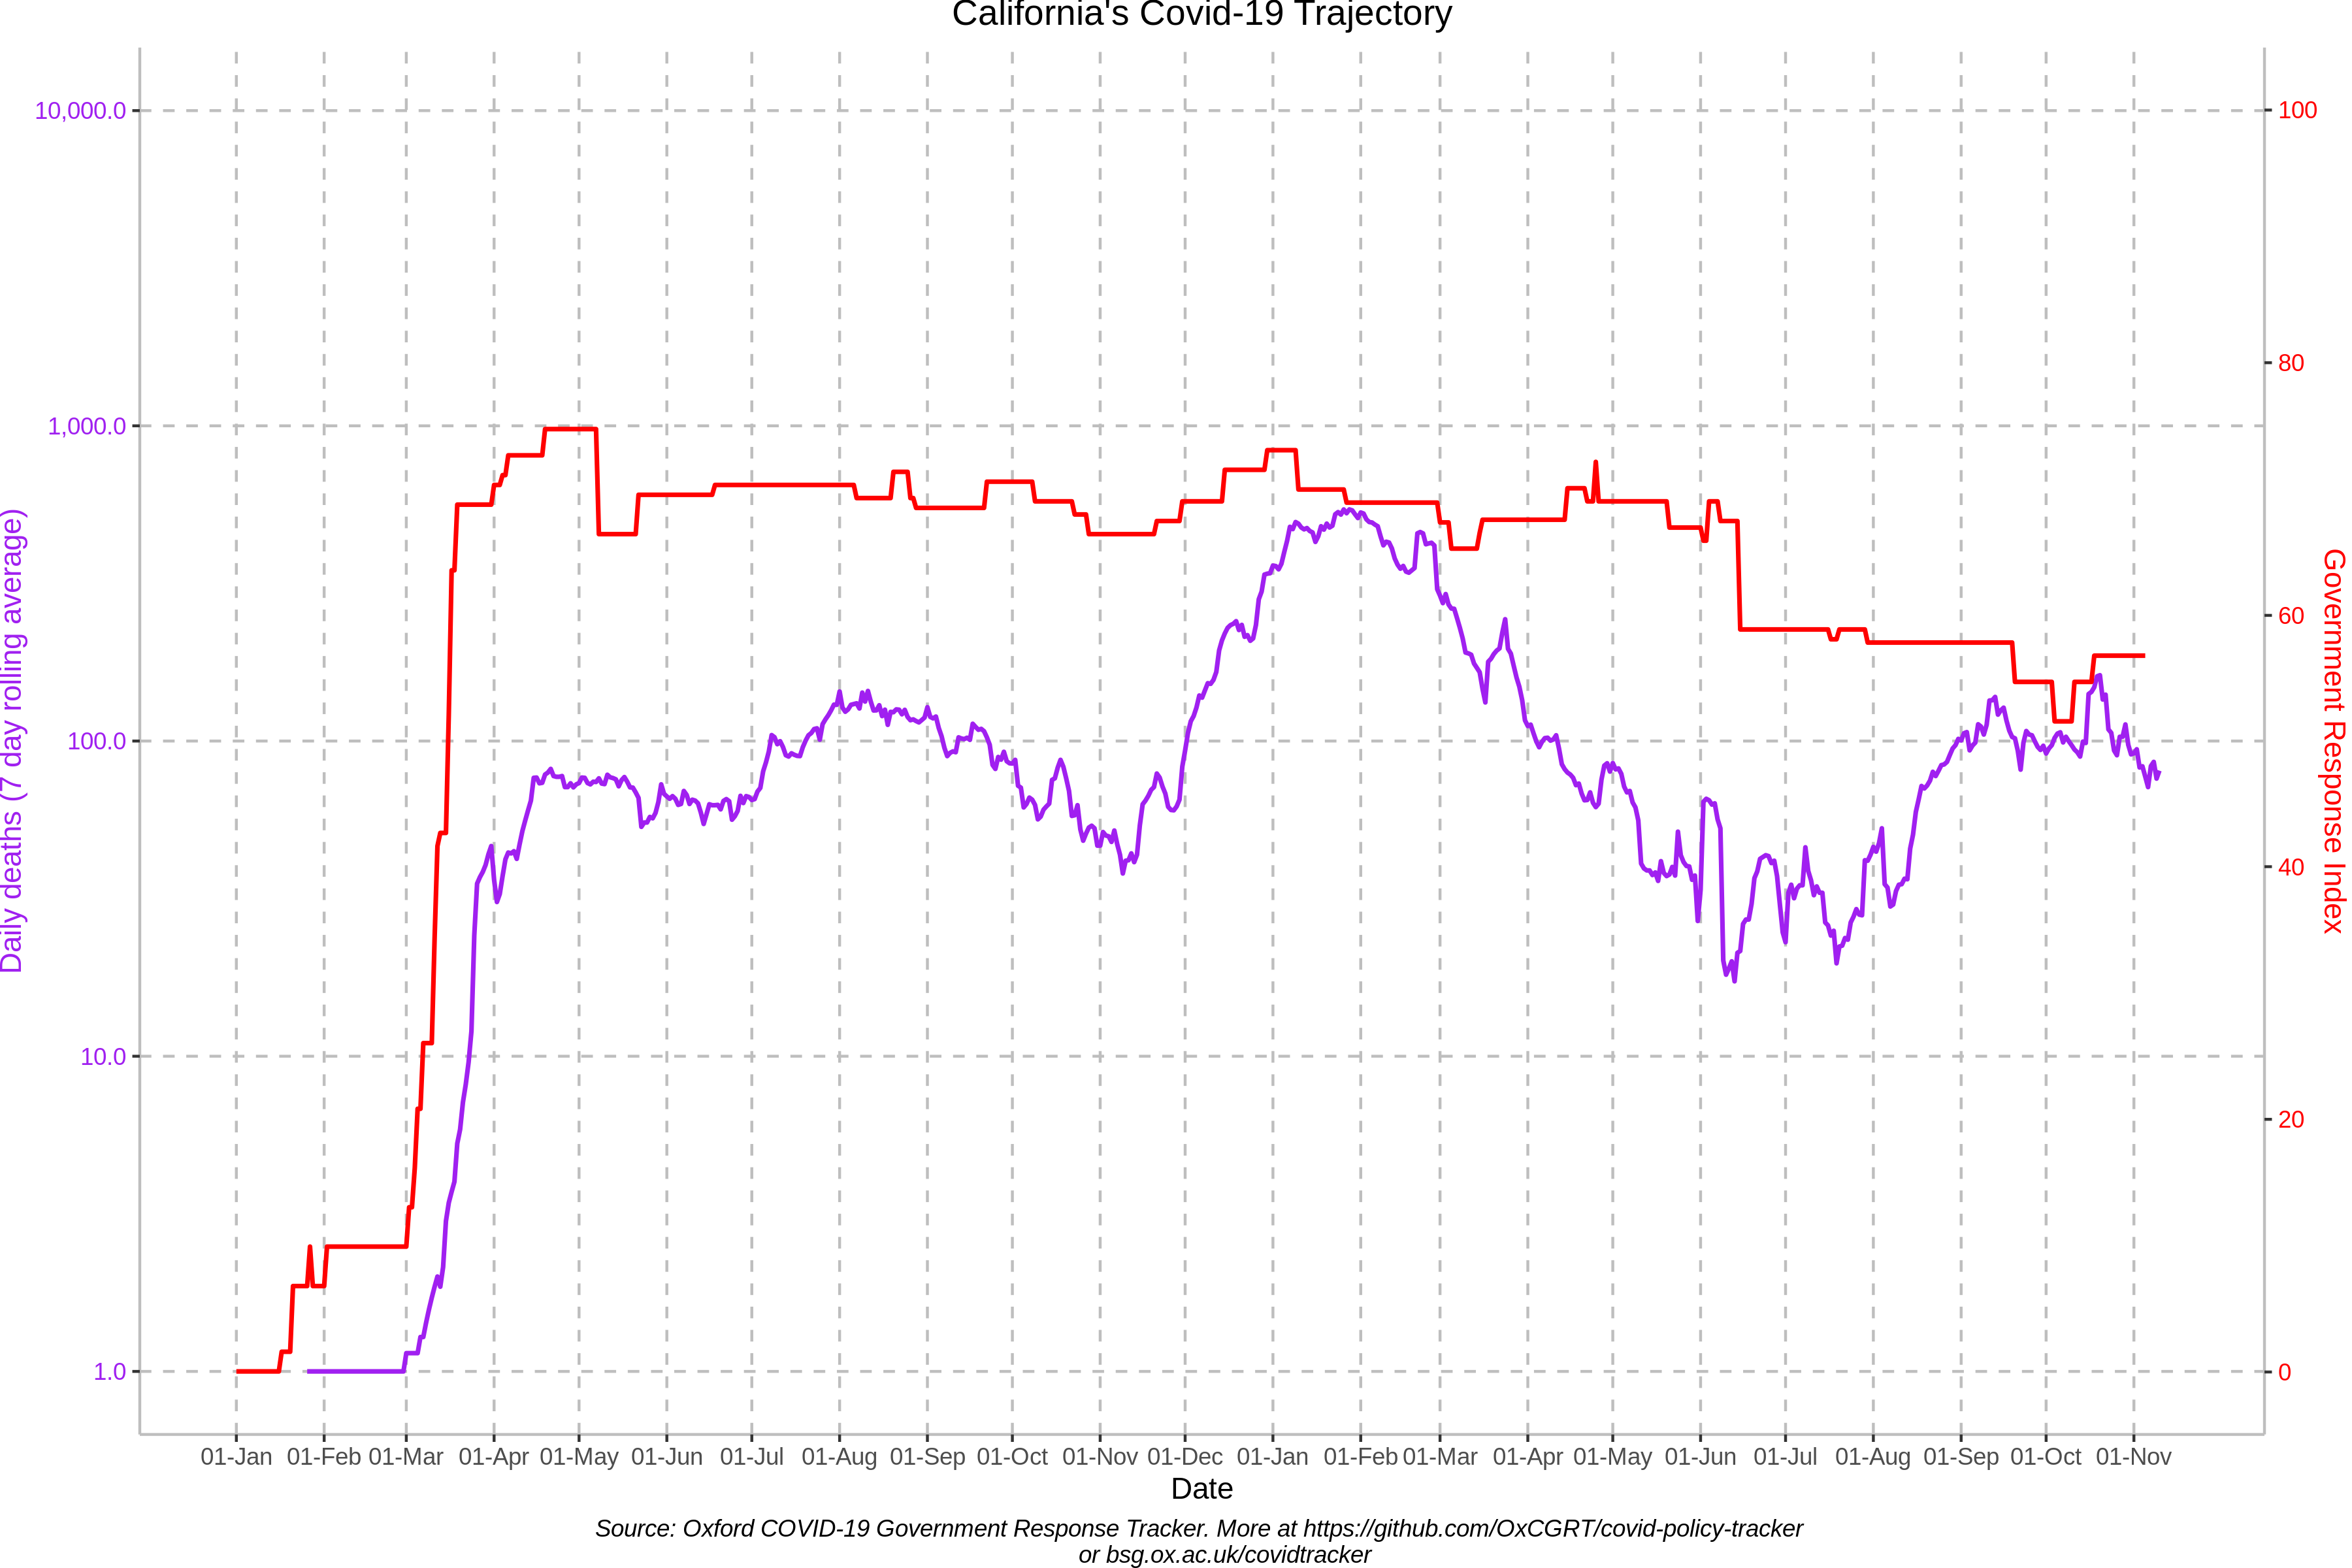 California's Covid-19 Trajectory
10,000.0
1,000.0
100.0
10.0
1.0
Daily deaths (7 day rolling average)
100
80
60
40
20
0
Government Response Index
01-Jan 01-Feb 01-Mar 01-Apr 01-May 01-Jun 01-Jul 01-Aug 01-Sep 01-Oct 01-Nov 01-Dec 01-Jan 01-Feb 01-Mar 01-Apr 01-May 01-Jun 01-Jul 01-Aug 01-Sep 01-Oct 01-Nov
Date
Source: Oxford COVID-19 Government Response Tracker. More at https://github.com/OxCGRT/covid-policy-tracker
or bsg.ox.ac.uk/covidtracker